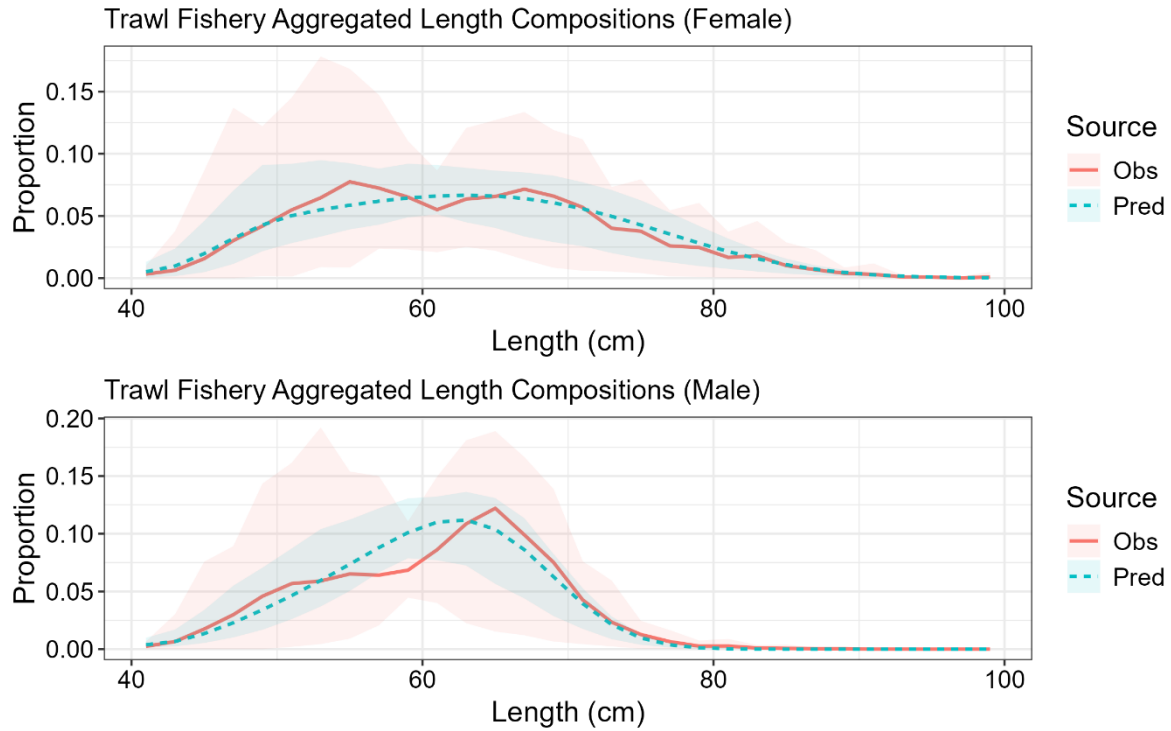 Trawl Fishery Aggregated Length Compositions (Female)
Proportion
0.15
0.10
0.05
0.00
40 60 80 100
Length (cm)
Source
Obs
Pred
Trawl Fishery Aggregated Length Compositions (Male)
Proportion
0.20
0.15
0.10
0.05
0.00
40 60 80 100
Length (cm)
Source
Obs
Pred